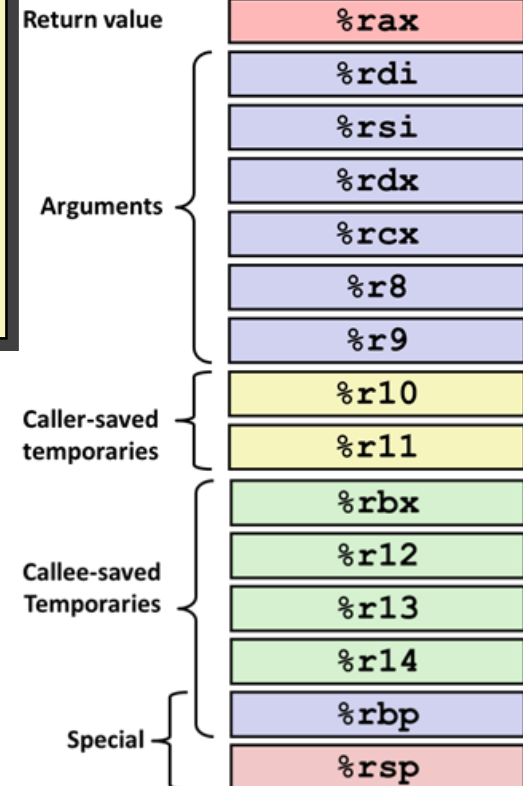 Return value
%rax
Arguments
%rdi
%rsi
%rdx
%rcx
%r8
%r9
Caller-saved
temporaries
%r10
%r11
Callee-saved
Temporaries
%rbx
%r12
%r13
%r14
Special
%rbp
%rsp